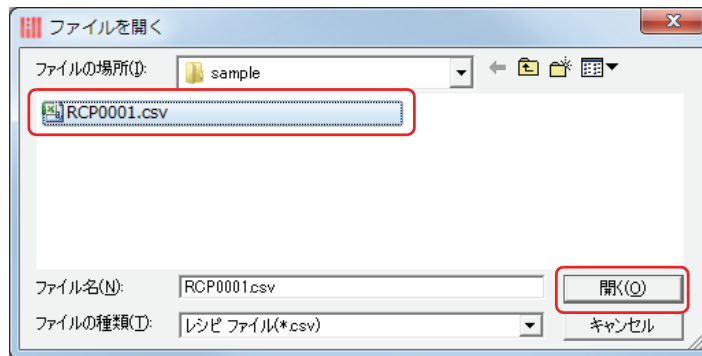 ファイルを開く
ファイルの場所(I):
sample
RCP0001.csv
ファイル名(N):
RCP0001.csv
開く(O)
ファイルの種類(T):
レシピ ファイル(*.csv)
キャンセル